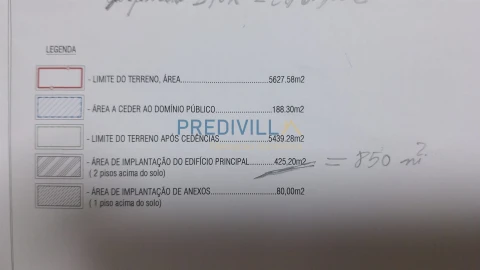 LEGENDA
- LIMITE DO TERRENO, ÁREA...........................5627.58m2
- ÁREA A CEDER AO DOMÍNIO PÚBLICO.................188.30m2
PREDIVILLA
- LIMITE DO TERRENO APÓS CEDÊNCIAS...............5439.28m2
- ÁREA DE IMPLANTAÇÃO DO EDIFÍCIO PRINCIPAL.........425.20m2 = 850 m²
( 2 pisos acima do solo)
- ÁREA DE IMPLANTAÇÃO DE ANEXOS....................80,00m2
( 1 piso acima do solo)